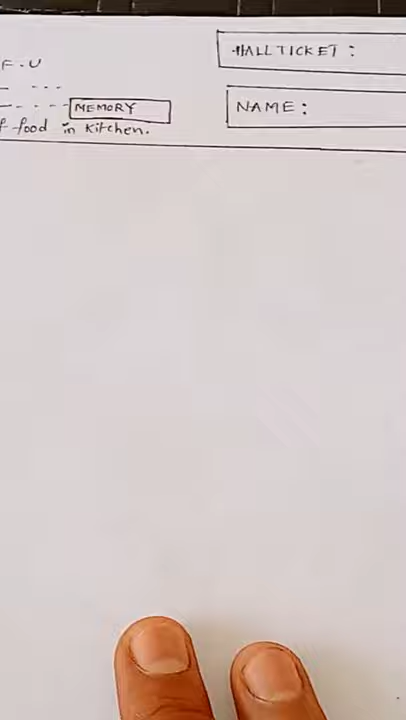 F.U
HALLTICKET :
MEMORY
NAME :
f food in kitchen.